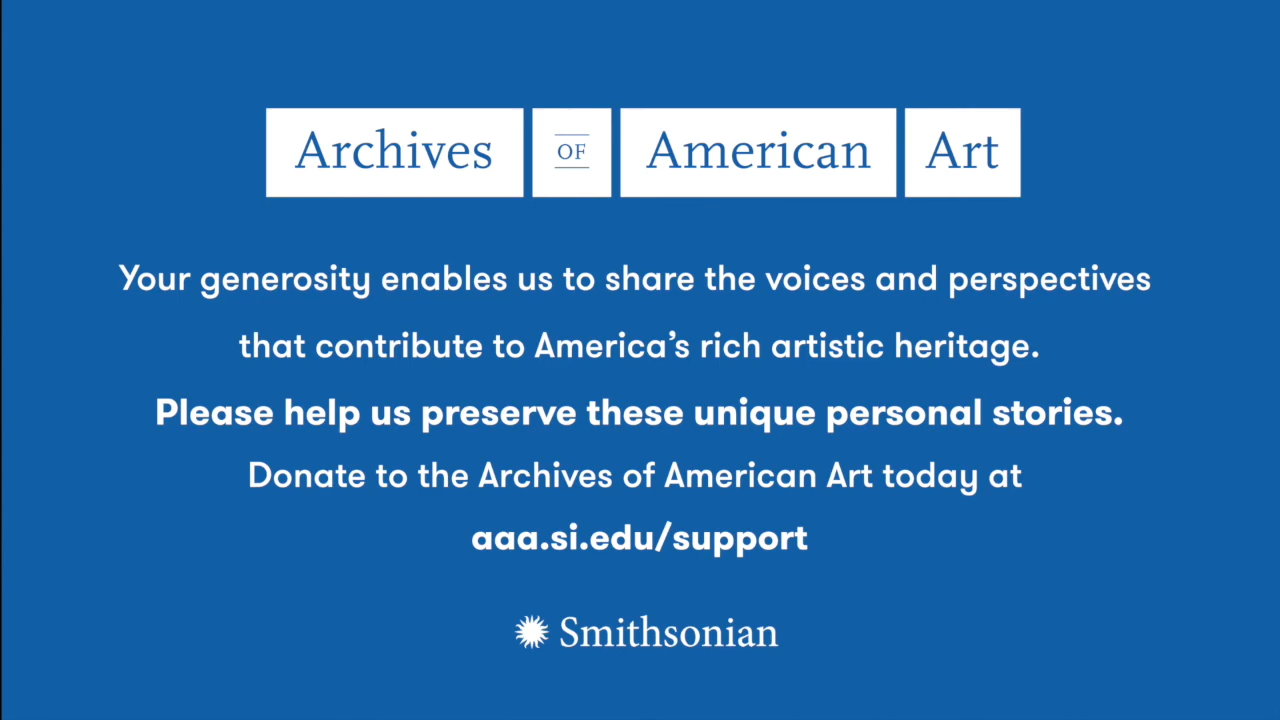 Archives OF American Art
Your generosity enables us to share the voices and perspectives
that contribute to America’s rich artistic heritage.
Please help us preserve these unique personal stories.
Donate to the Archives of American Art today at
aaa.si.edu/support
Smithsonian